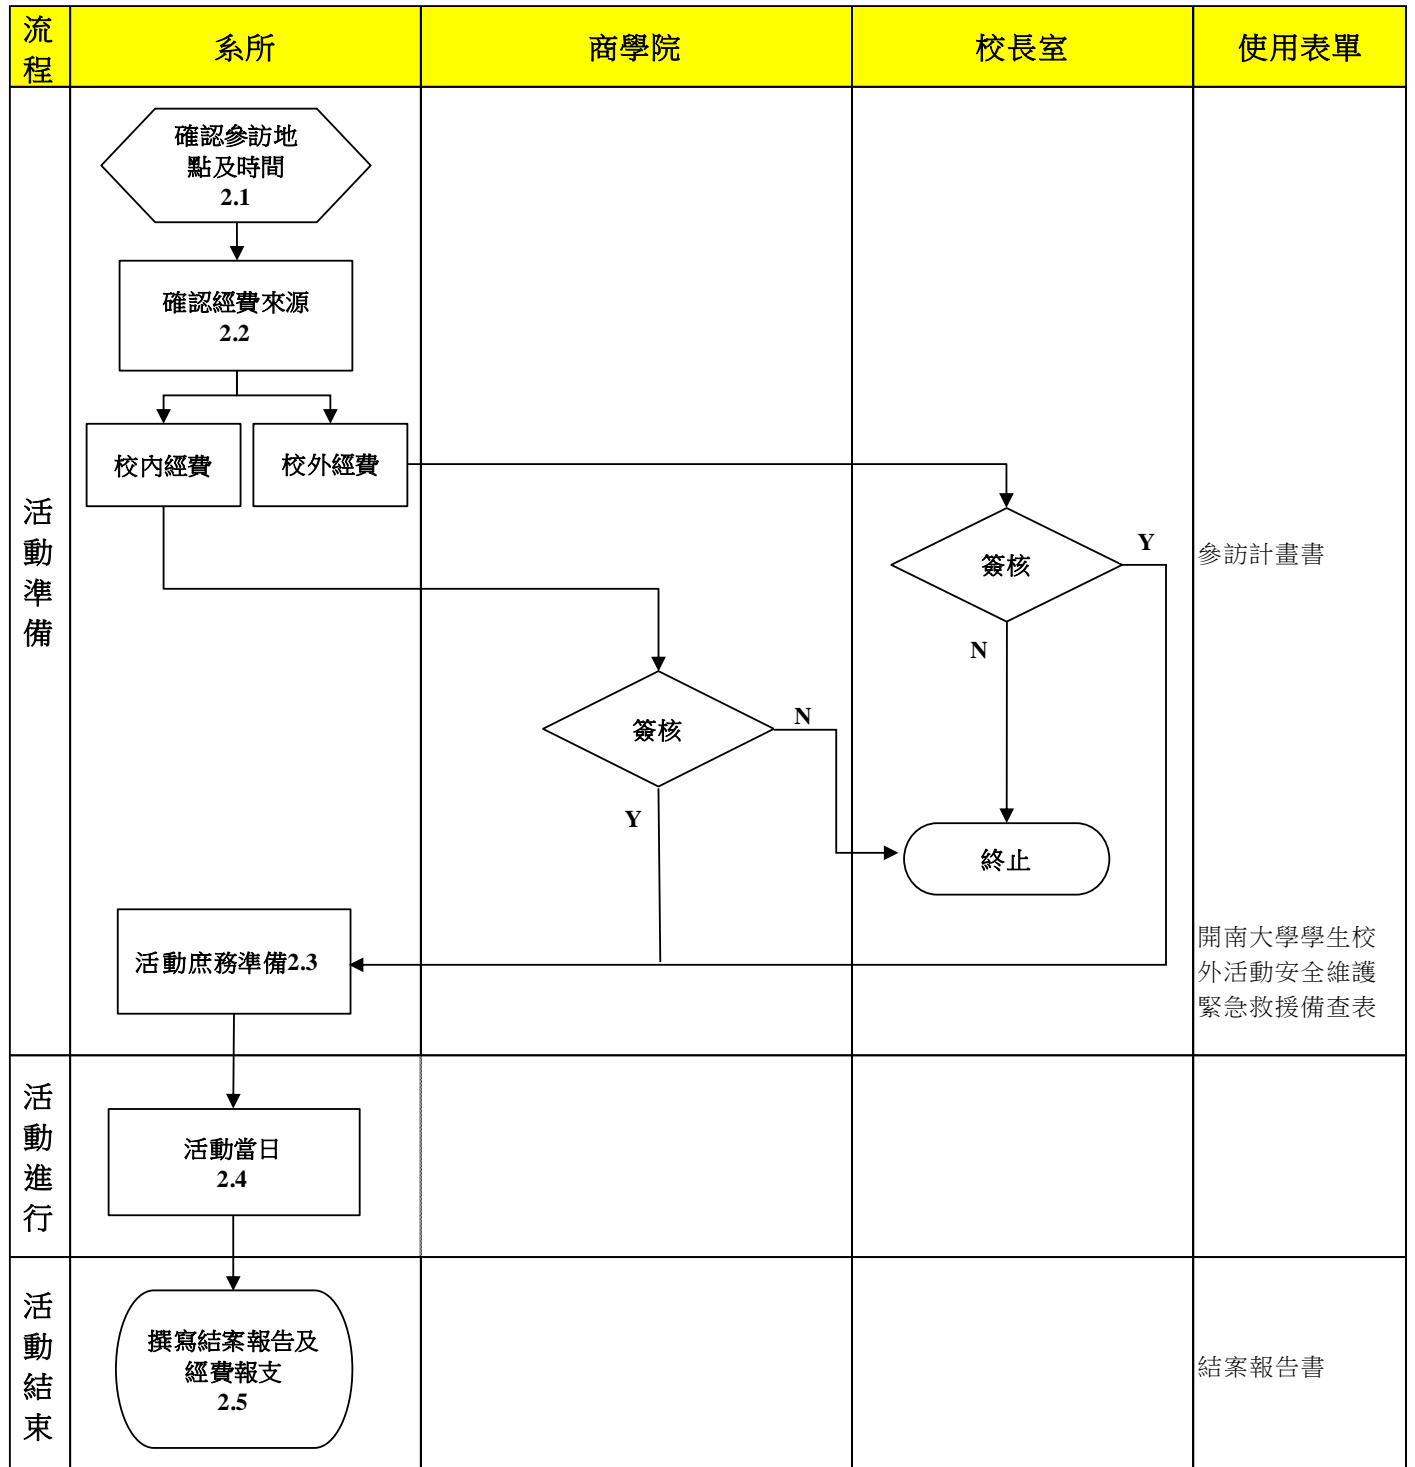 流程
系所
商學院
校長室
使用表單
確認參訪地
點及時間
2.1
確認經費來源
2.2
校內經費
校外經費
活動準備
簽核
Y
N
參訪計畫書
簽核
N
Y
終止
活動庶務準備2.3
開南大學學生校
外活動安全維護
緊急救援備查表
活動進行
活動當日
2.4
活動結束
撰寫結案報告及
經費報支
2.5
結案報告書